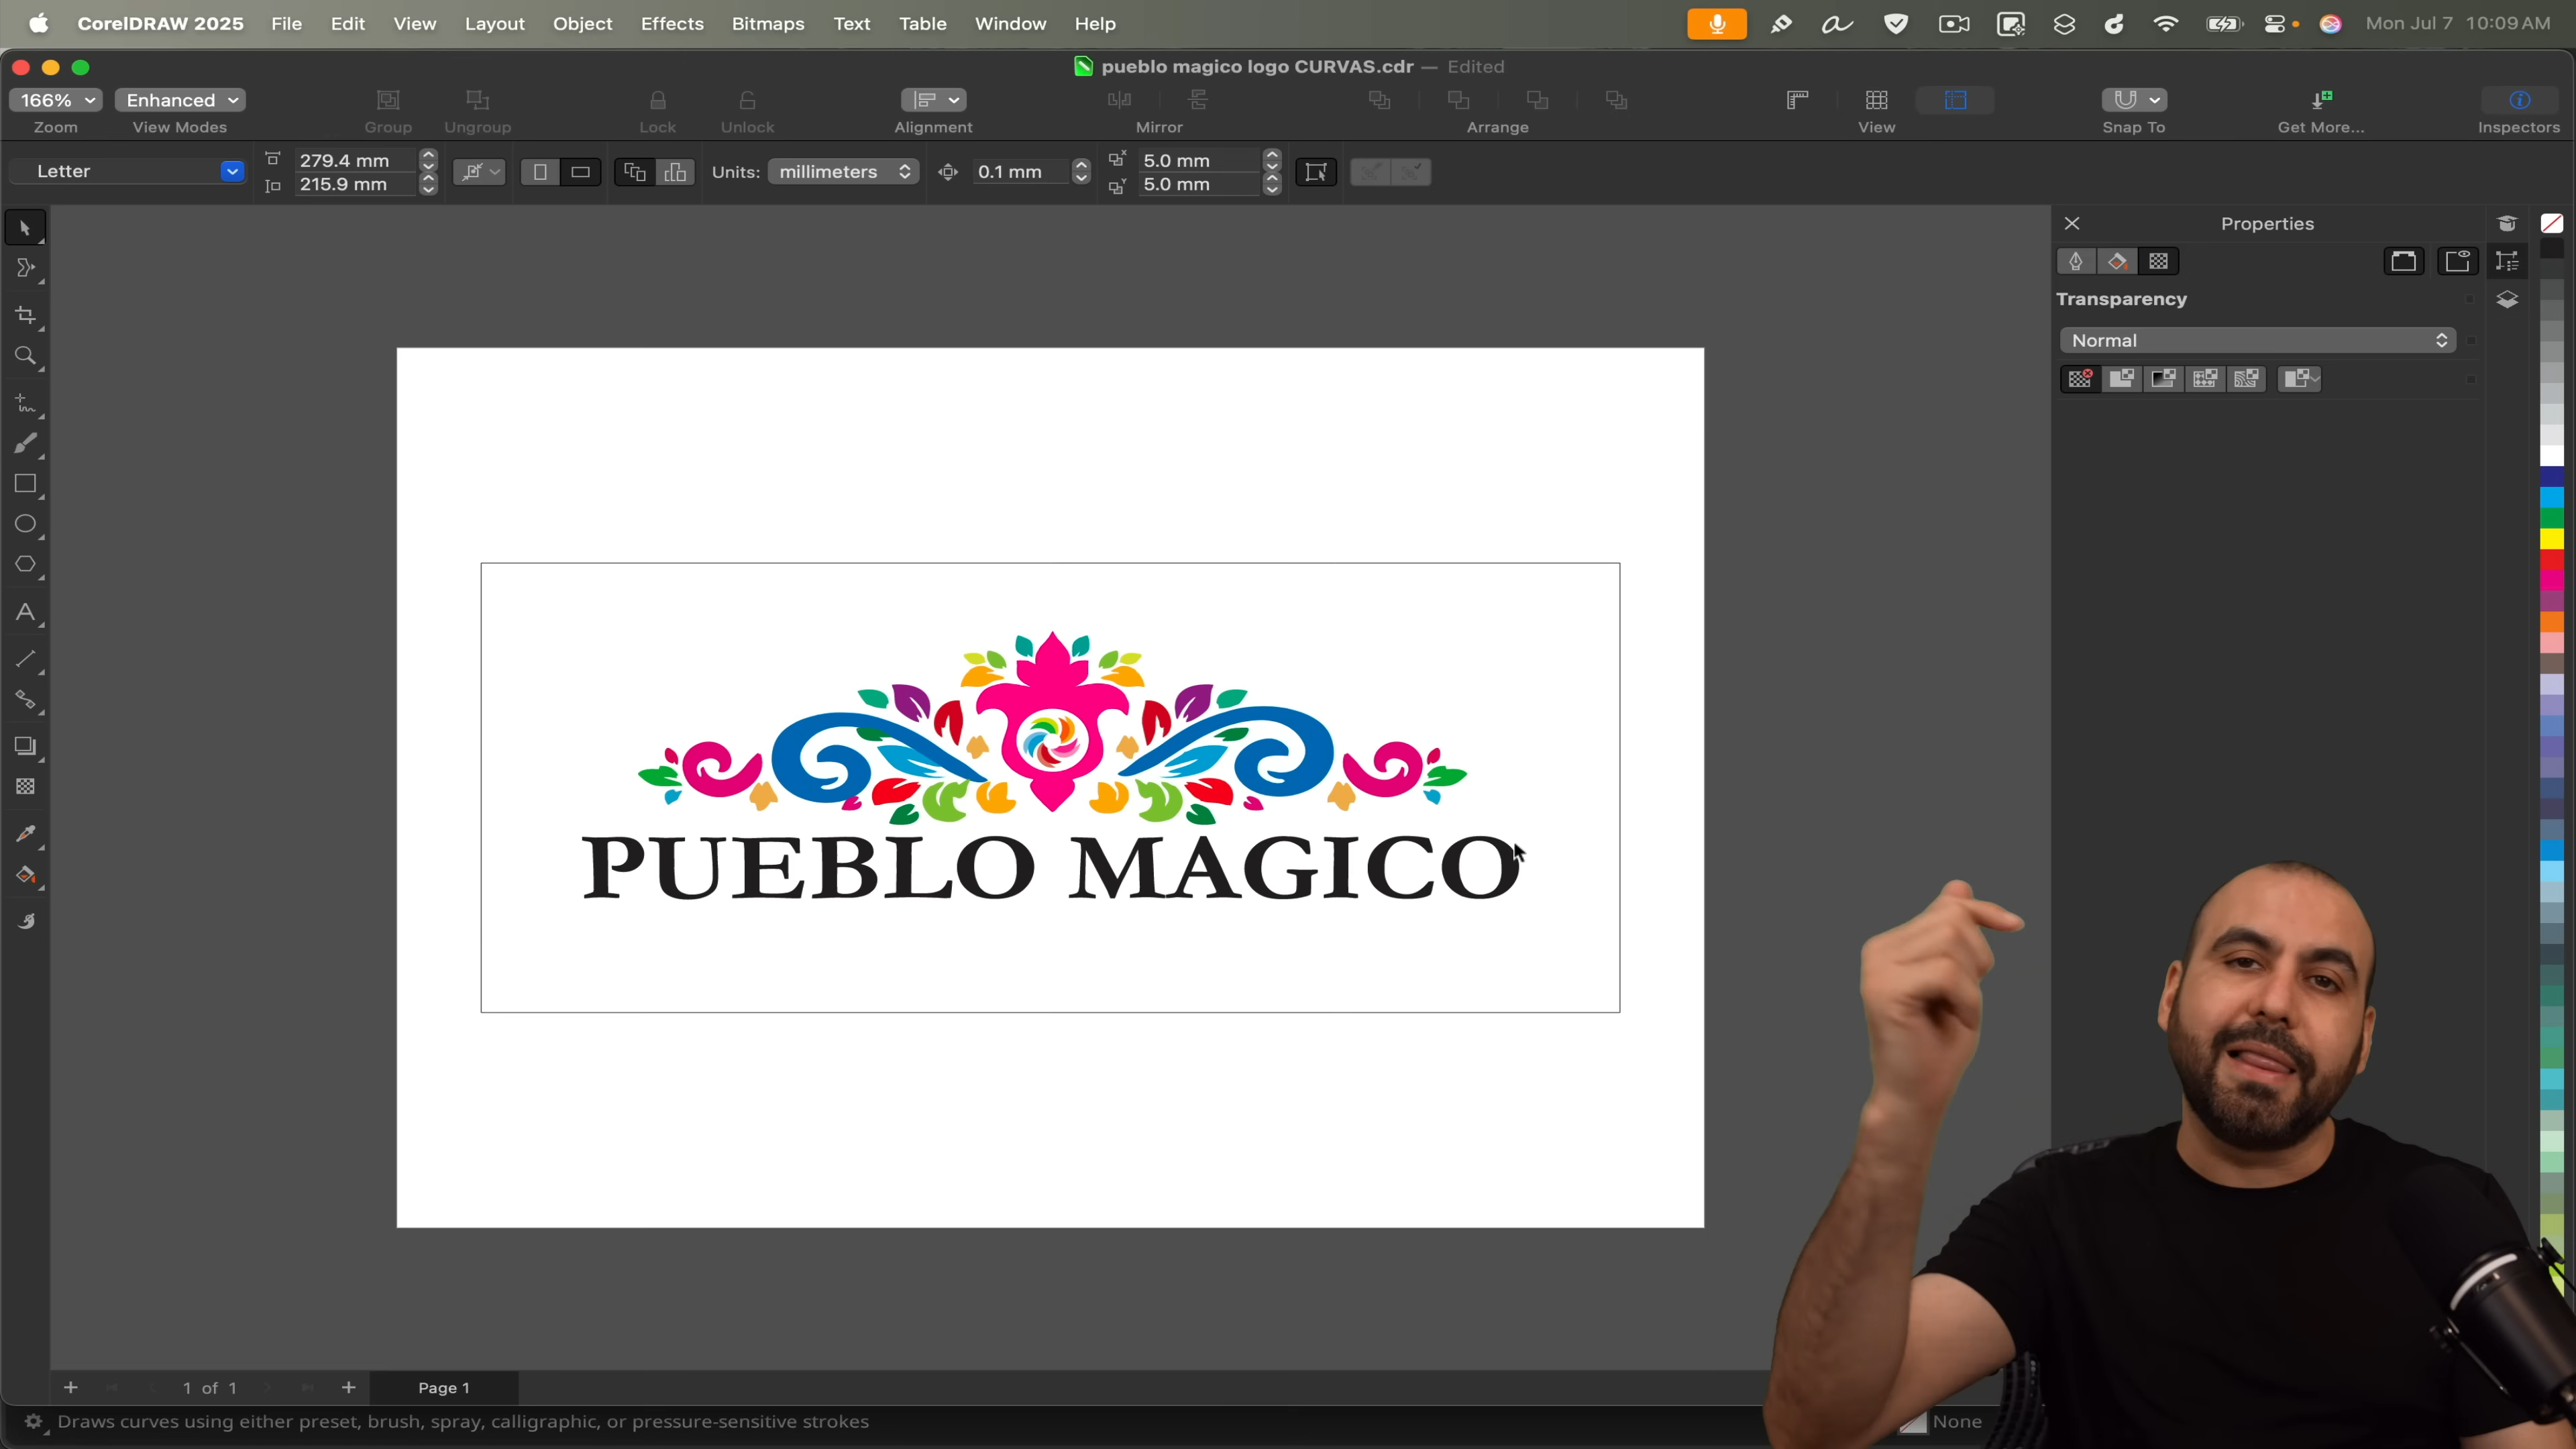 CorelDRAW 2025 File Edit View Layout Object Effects Bitmaps Text Table Window Help Mon Jul 7 10:09 AM
pueblo magico logo CURVAS.cdr — Edited
166% Enhanced
Zoom View Modes Group Ungroup Lock Unlock Alignment Mirror Arrange View Snap To Get More... Inspectors
Letter 279.4 mm 215.9 mm Units: millimeters 0.1 mm 5.0 mm 5.0 mm
Properties
Transparency
Normal
PUEBLO MAGICO
1 of 1 Page 1
Draws curves using either preset, brush, spray, calligraphic, or pressure-sensitive strokes None